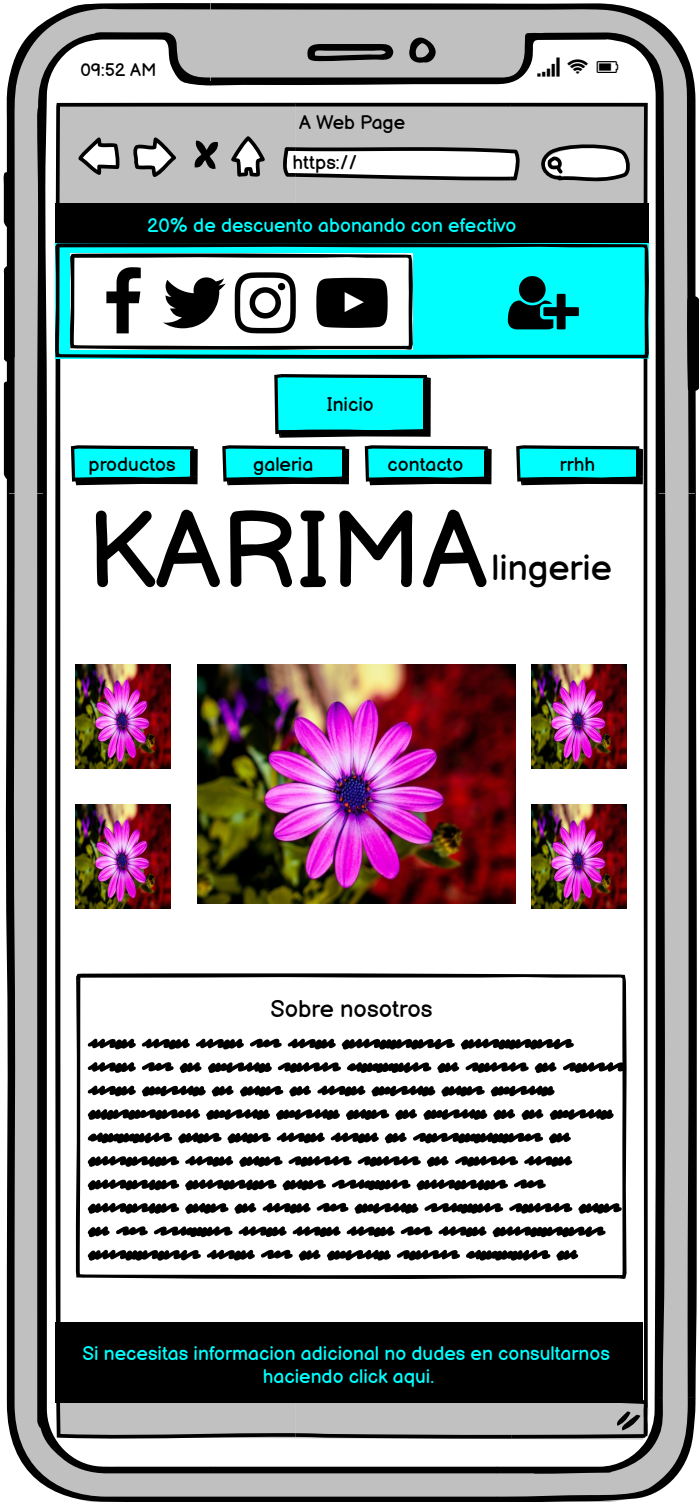 09:52 AM
A Web Page
https://
20% de descuento abonando con efectivo
Inicio
productos galeria contacto rrhh
KARIMA lingerie
Sobre nosotros
Si necesitas informacion adicional no dudes en consultarnos
haciendo click aqui.